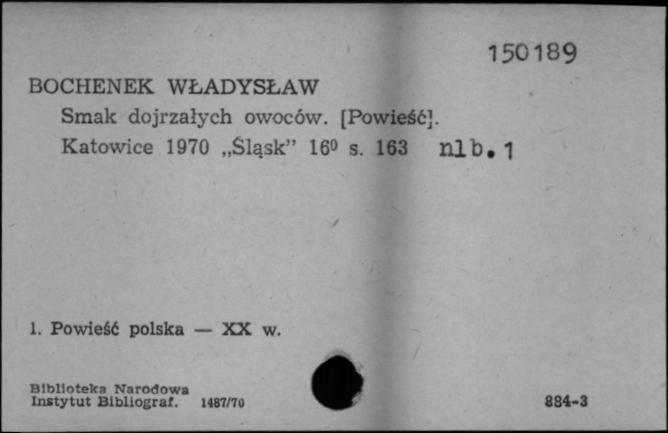 150189
BOCHENEK WŁADYSŁAW
Smak dojrzałych owoców. [Powieść].
Katowice 1970 „Śląsk” 16⁰ s. 163 nlb. 1
1. Powieść polska — XX w.
Biblioteka Narodowa
Instytut Bibliograf. 1487/70
884-3